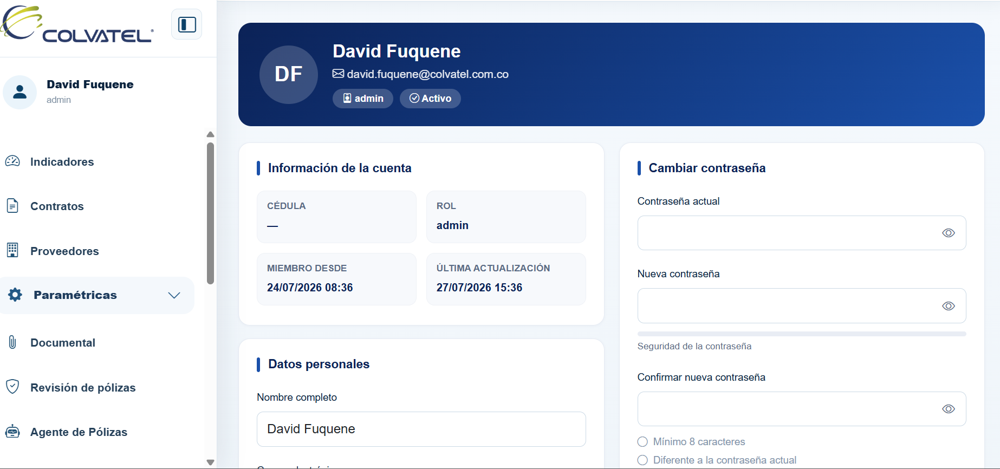 COLVATEL®
David Fuquene
admin
Indicadores
Contratos
Proveedores
Paramétricas
Documental
Revisión de pólizas
Agente de Pólizas
DF
David Fuquene
david.fuquene@colvatel.com.co
admin
Activo
Información de la cuenta
CÉDULA
—
ROL
admin
MIEMBRO DESDE
24/07/2026 08:36
ÚLTIMA ACTUALIZACIÓN
27/07/2026 15:36
Datos personales
Nombre completo
David Fuquene
Cambiar contraseña
Contraseña actual
Nueva contraseña
Seguridad de la contraseña
Confirmar nueva contraseña
Mínimo 8 caracteres
Diferente a la contraseña actual